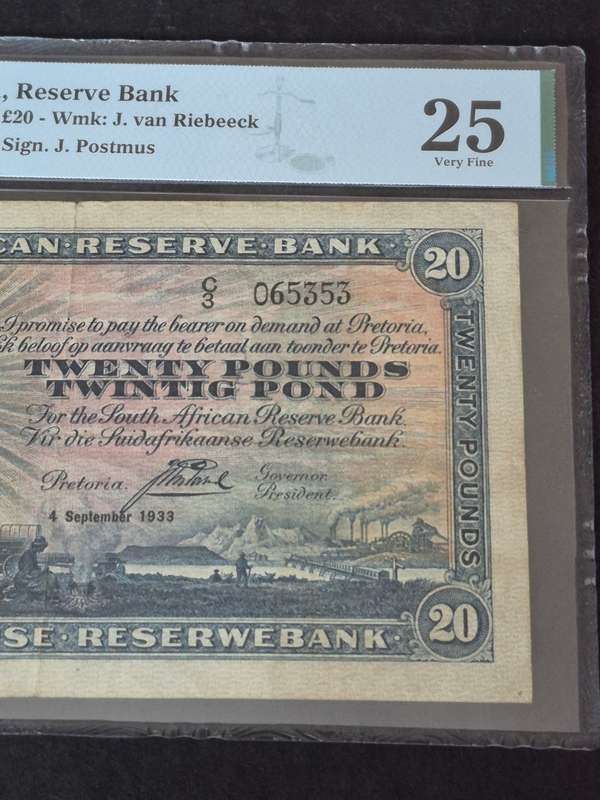 , Reserve Bank
£20 - Wmk: J. van Riebeeck
Sign. J. Postmus
25
Very Fine
CAN · RESERVE · BANK ·
20
C/3 065353
I promise to pay the bearer on demand at Pretoria,
k beloof op aanvraag te betaal aan toonder te Pretoria.
TWENTY POUNDS
TWINTIG POND
For the South African Reserve Bank.
Vir die Suidafrikaanse Reserwebank.
Pretoria.
Governor
President.
4 September 1933
TWENTY POUNDS
20
SE · RESERWEBANK ·